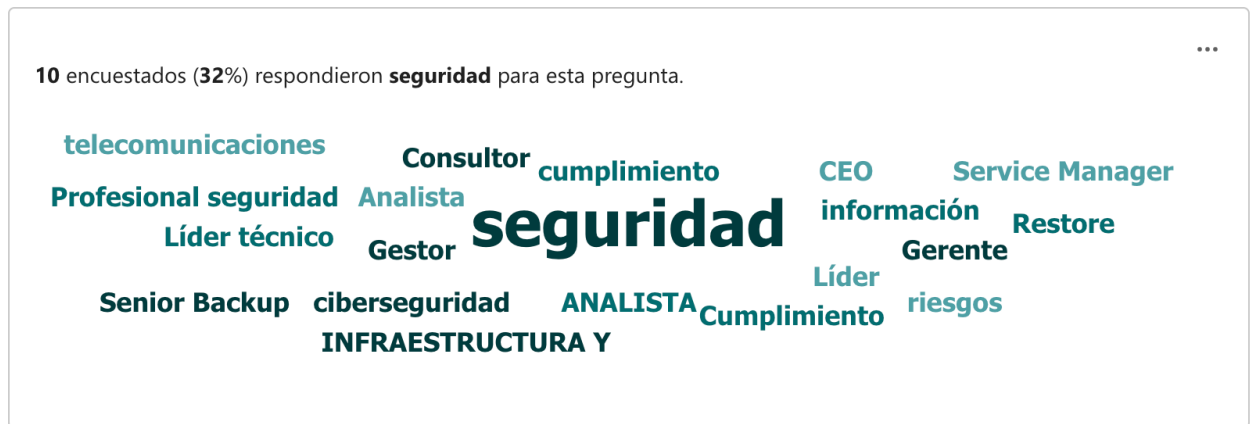 10 encuestados (32%) respondieron seguridad para esta pregunta.
telecomunicaciones
Consultor
cumplimiento
CEO
Service Manager
Profesional seguridad
Analista
seguridad
información
Restore
Líder técnico
Gestor
Gerente
Líder
Senior Backup
ciberseguridad
ANALISTA
Cumplimiento
riesgos
INFRAESTRUCTURA Y